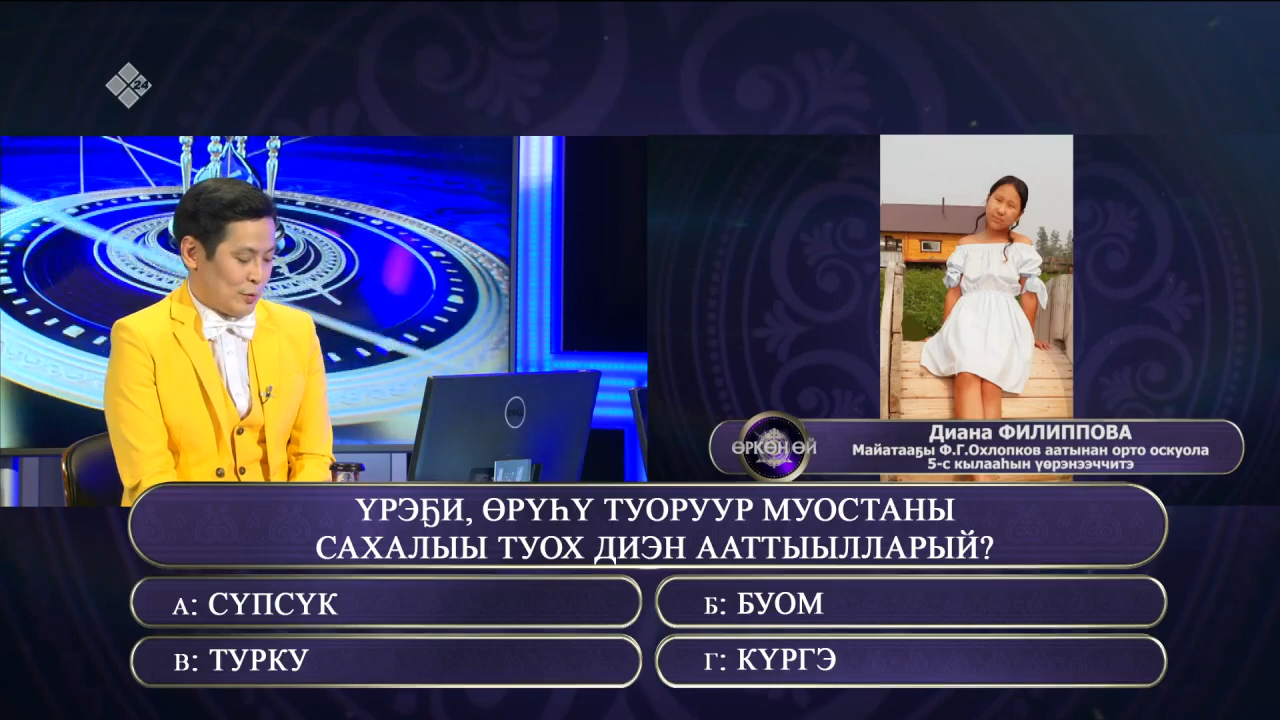 24
Диана ФИЛИППОВА
ӨРКӨН ӨЙ
Майатааҕы Ф.Г.Охлопков аатынан орто оскуола
5-с кылааһын үөрэнээччитэ
ҮРЭҔИ, ӨРҮҺҮ ТУОРУУР МУОСТАНЫ
САХАЛЫЫ ТУОХ ДИЭН ААТТЫЫЛЛАРЫЙ?
А: СҮПСҮК
Б: БУОМ
В: ТУРКУ
Г: КҮРГЭ